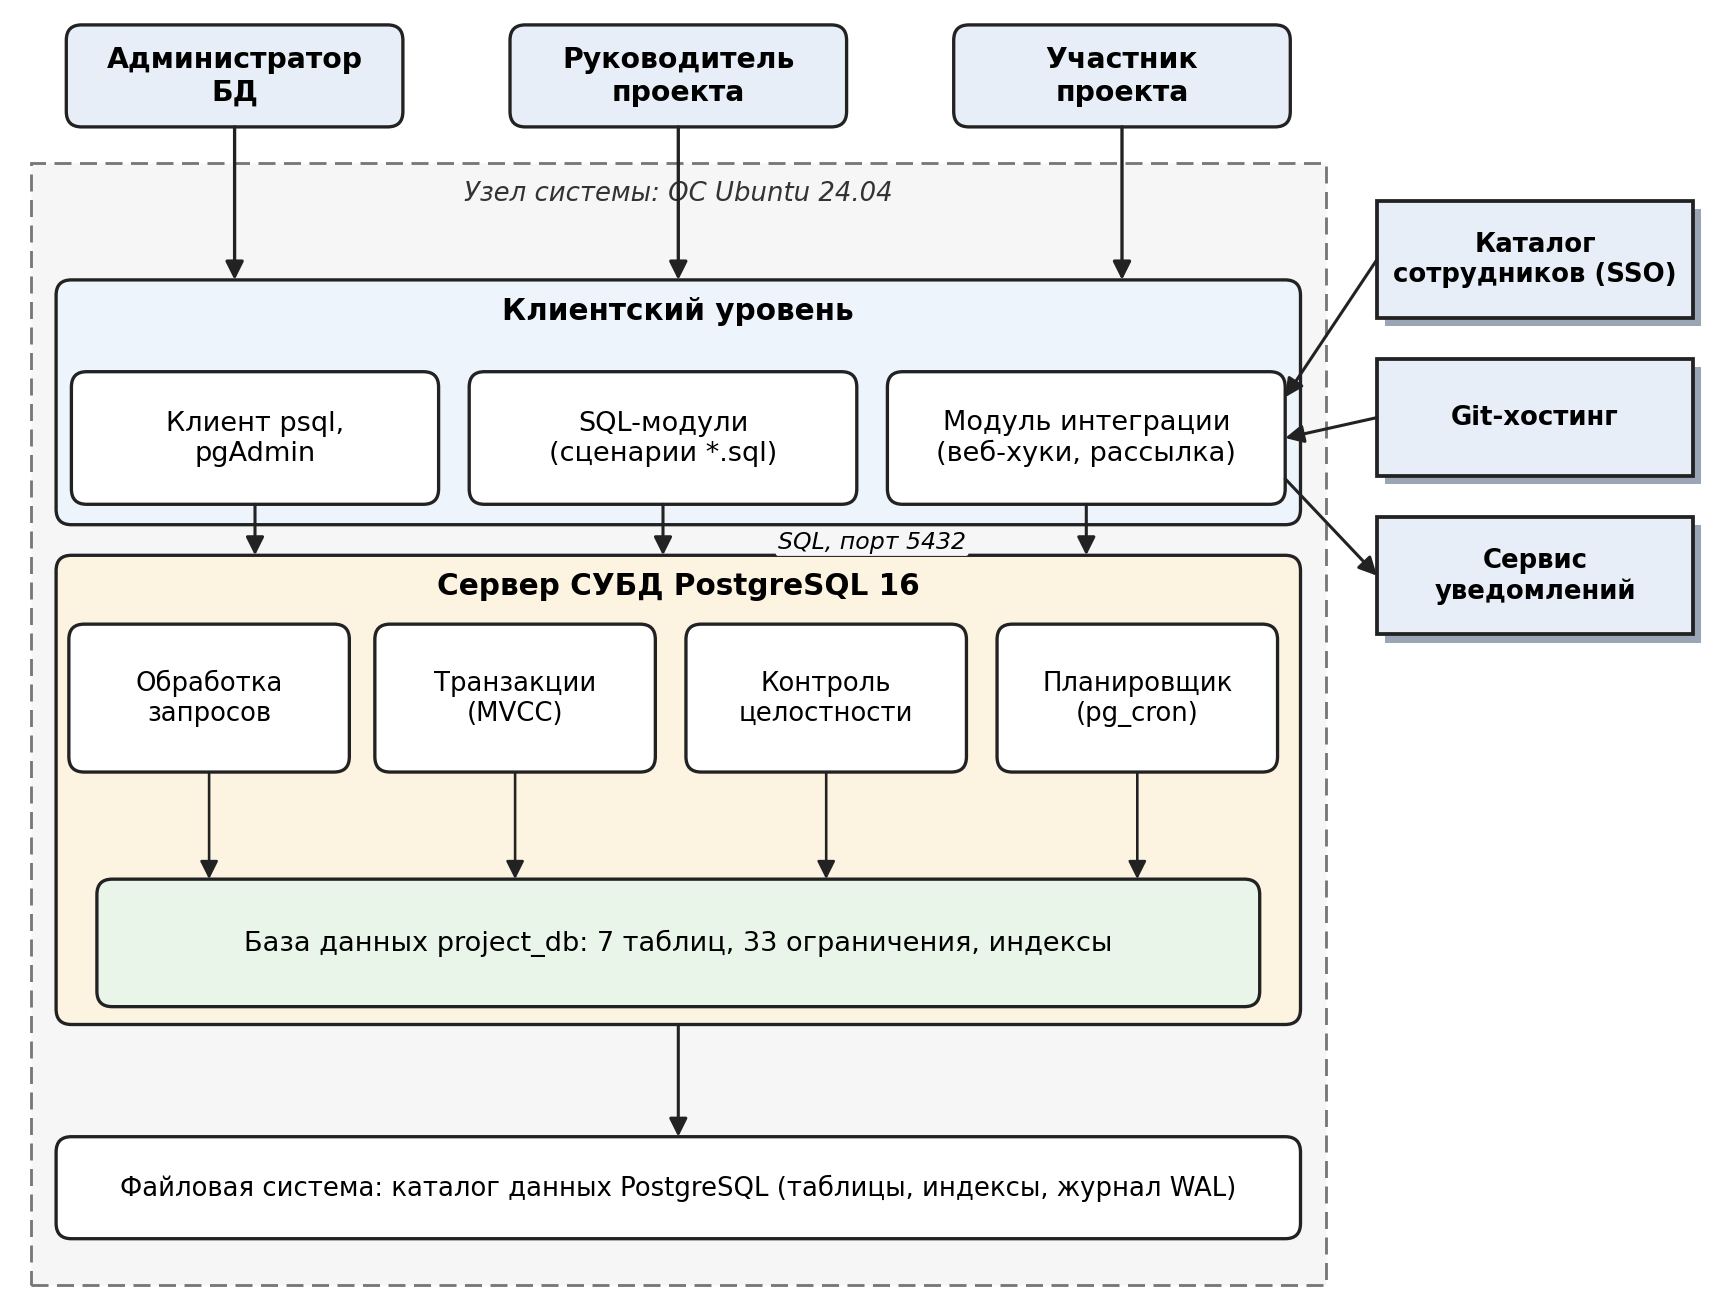 Администратор
БД
Руководитель
проекта
Участник
проекта
Узел системы: ОС Ubuntu 24.04
Каталог
сотрудников (SSO)
Клиентский уровень
Клиент psql,
pgAdmin
SQL-модули
(сценарии *.sql)
Модуль интеграции
(веб-хуки, рассылка)
Git-хостинг
SQL, порт 5432
Сервис
уведомлений
Сервер СУБД PostgreSQL 16
Обработка
запросов
Транзакции
(MVCC)
Контроль
целостности
Планировщик
(pg_cron)
База данных project_db: 7 таблиц, 33 ограничения, индексы
Файловая система: каталог данных PostgreSQL (таблицы, индексы, журнал WAL)